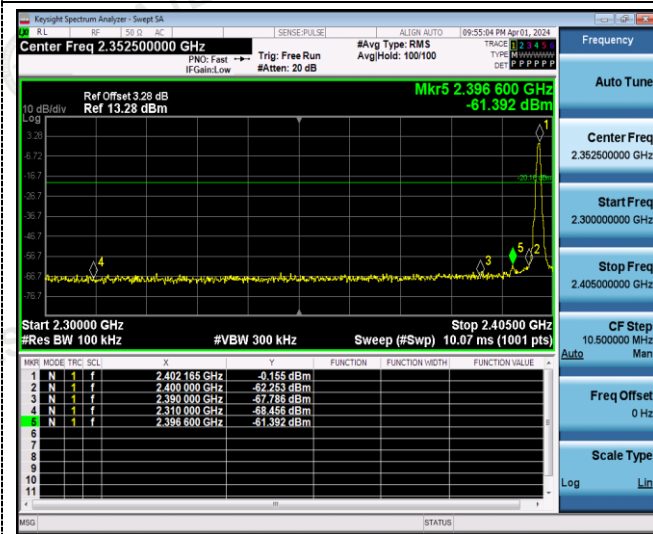 Keysight Spectrum Analyzer - Swept SA
RL RF 50 Ω AC SENSE:PULSE ALIGN AUTO 09:55:04 PM Apr 01, 2024
Center Freq 2.352500000 GHz
PNO: Fast
IFGain:Low
Trig: Free Run
#Atten: 20 dB
#Avg Type: RMS
Avg|Hold: 100/100
TRACE 1 2 3 4 5 6
TYPE M W W W W W
DET P P P P P P
Ref Offset 3.28 dB
10 dB/div Ref 13.28 dBm
Log
Mkr5 2.396 600 GHz
-61.392 dBm
3.28
-6.72
-16.7
-26.7
-36.7
-46.7
-56.7
-66.7
-76.7
1
2
3
4
5
Start 2.30000 GHz Stop 2.40500 GHz
#Res BW 100 kHz #VBW 300 kHz Sweep (#Swp) 10.07 ms (1001 pts)
MKR MODE TRC SCL X Y FUNCTION FUNCTION WIDTH FUNCTION VALUE
1 N 1 f 2.402 165 GHz -0.155 dBm
2 N 1 f 2.400 000 GHz -62.253 dBm
3 N 1 f 2.390 000 GHz -67.786 dBm
4 N 1 f 2.310 000 GHz -68.456 dBm
5 N 1 f 2.396 600 GHz -61.392 dBm
6
7
8
9
10
11
MSG STATUS
Frequency
Auto Tune
Center Freq
2.352500000 GHz
Start Freq
2.300000000 GHz
Stop Freq
2.405000000 GHz
CF Step
10.500000 MHz
Auto Man
Freq Offset
0 Hz
Scale Type
Log Lin